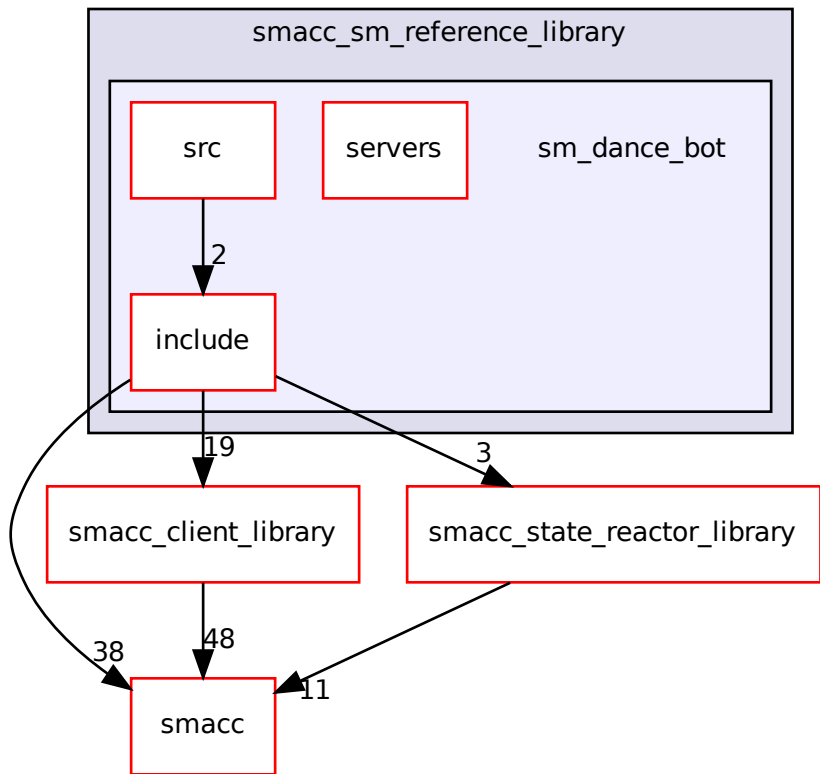 smacc_sm_reference_library
src
servers
sm_dance_bot
2
include
19
3
smacc_client_library
smacc_state_reactor_library
38
48
11
smacc